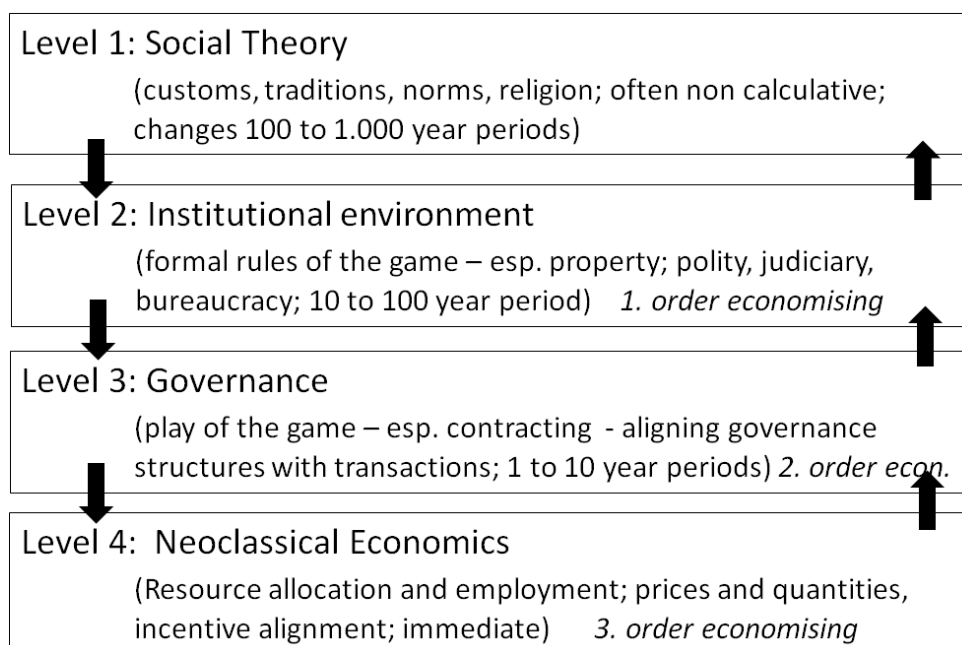 Level 1: Social Theory
(customs, traditions, norms, religion; often non calculative;
changes 100 to 1.000 year periods)
Level 2: Institutional environment
(formal rules of the game – esp. property; polity, judiciary,
bureaucracy; 10 to 100 year period) 1. order economising
Level 3: Governance
(play of the game – esp. contracting - aligning governance
structures with transactions; 1 to 10 year periods) 2. order econ.
Level 4: Neoclassical Economics
(Resource allocation and employment; prices and quantities,
incentive alignment; immediate) 3. order economising